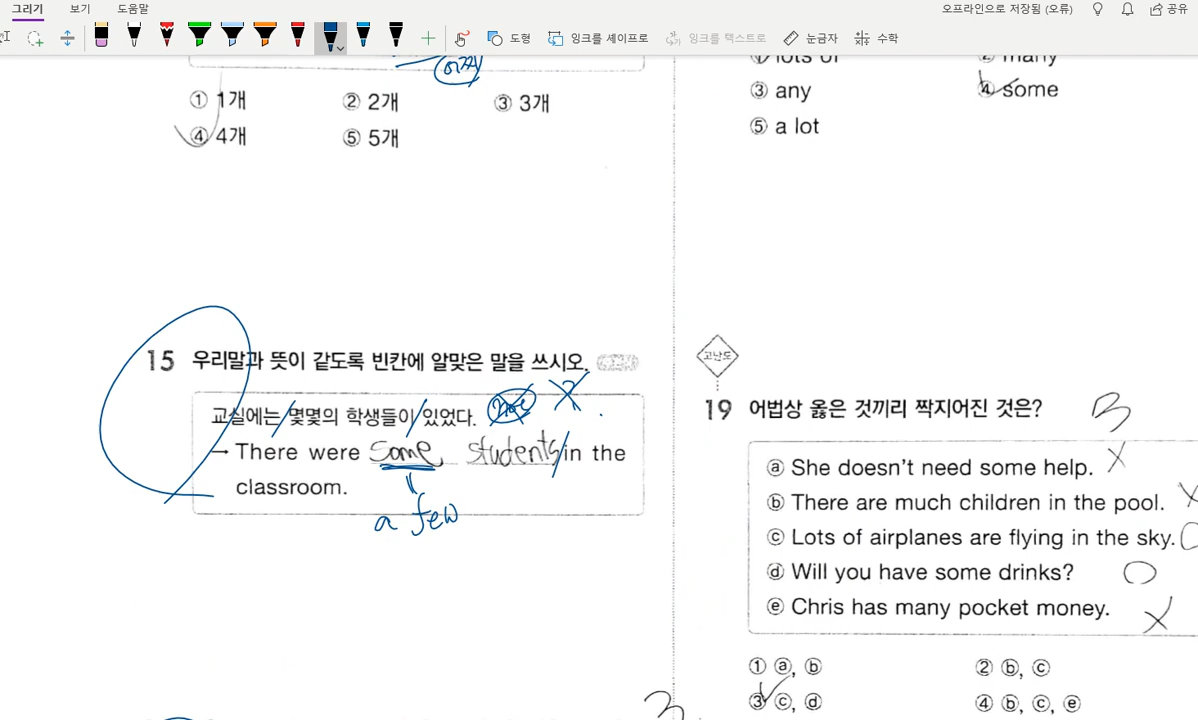 그리기 보기 도움말 오프라인으로 저장됨 (오류) 공유
도형 잉크를 셰이프로 잉크를 텍스트로 눈금자 수학
① 1개 ② 2개 ③ 3개
④ 4개 ⑤ 5개
15 우리말과 뜻이 같도록 빈칸에 알맞은 말을 쓰시오.
교실에는 몇몇의 학생들이 있었다.
→ There were some students in the
classroom.
a few
① lots of ② many
③ any ④ some
⑤ a lot
고난도
19 어법상 옳은 것끼리 짝지어진 것은?
ⓐ She doesn't need some help. X
ⓑ There are much children in the pool. X
ⓒ Lots of airplanes are flying in the sky.
ⓓ Will you have some drinks? O
ⓔ Chris has many pocket money. X
① ⓐ, ⓑ ② ⓑ, ⓒ
③ ⓒ, ⓓ ④ ⓑ, ⓒ, ⓔ
3